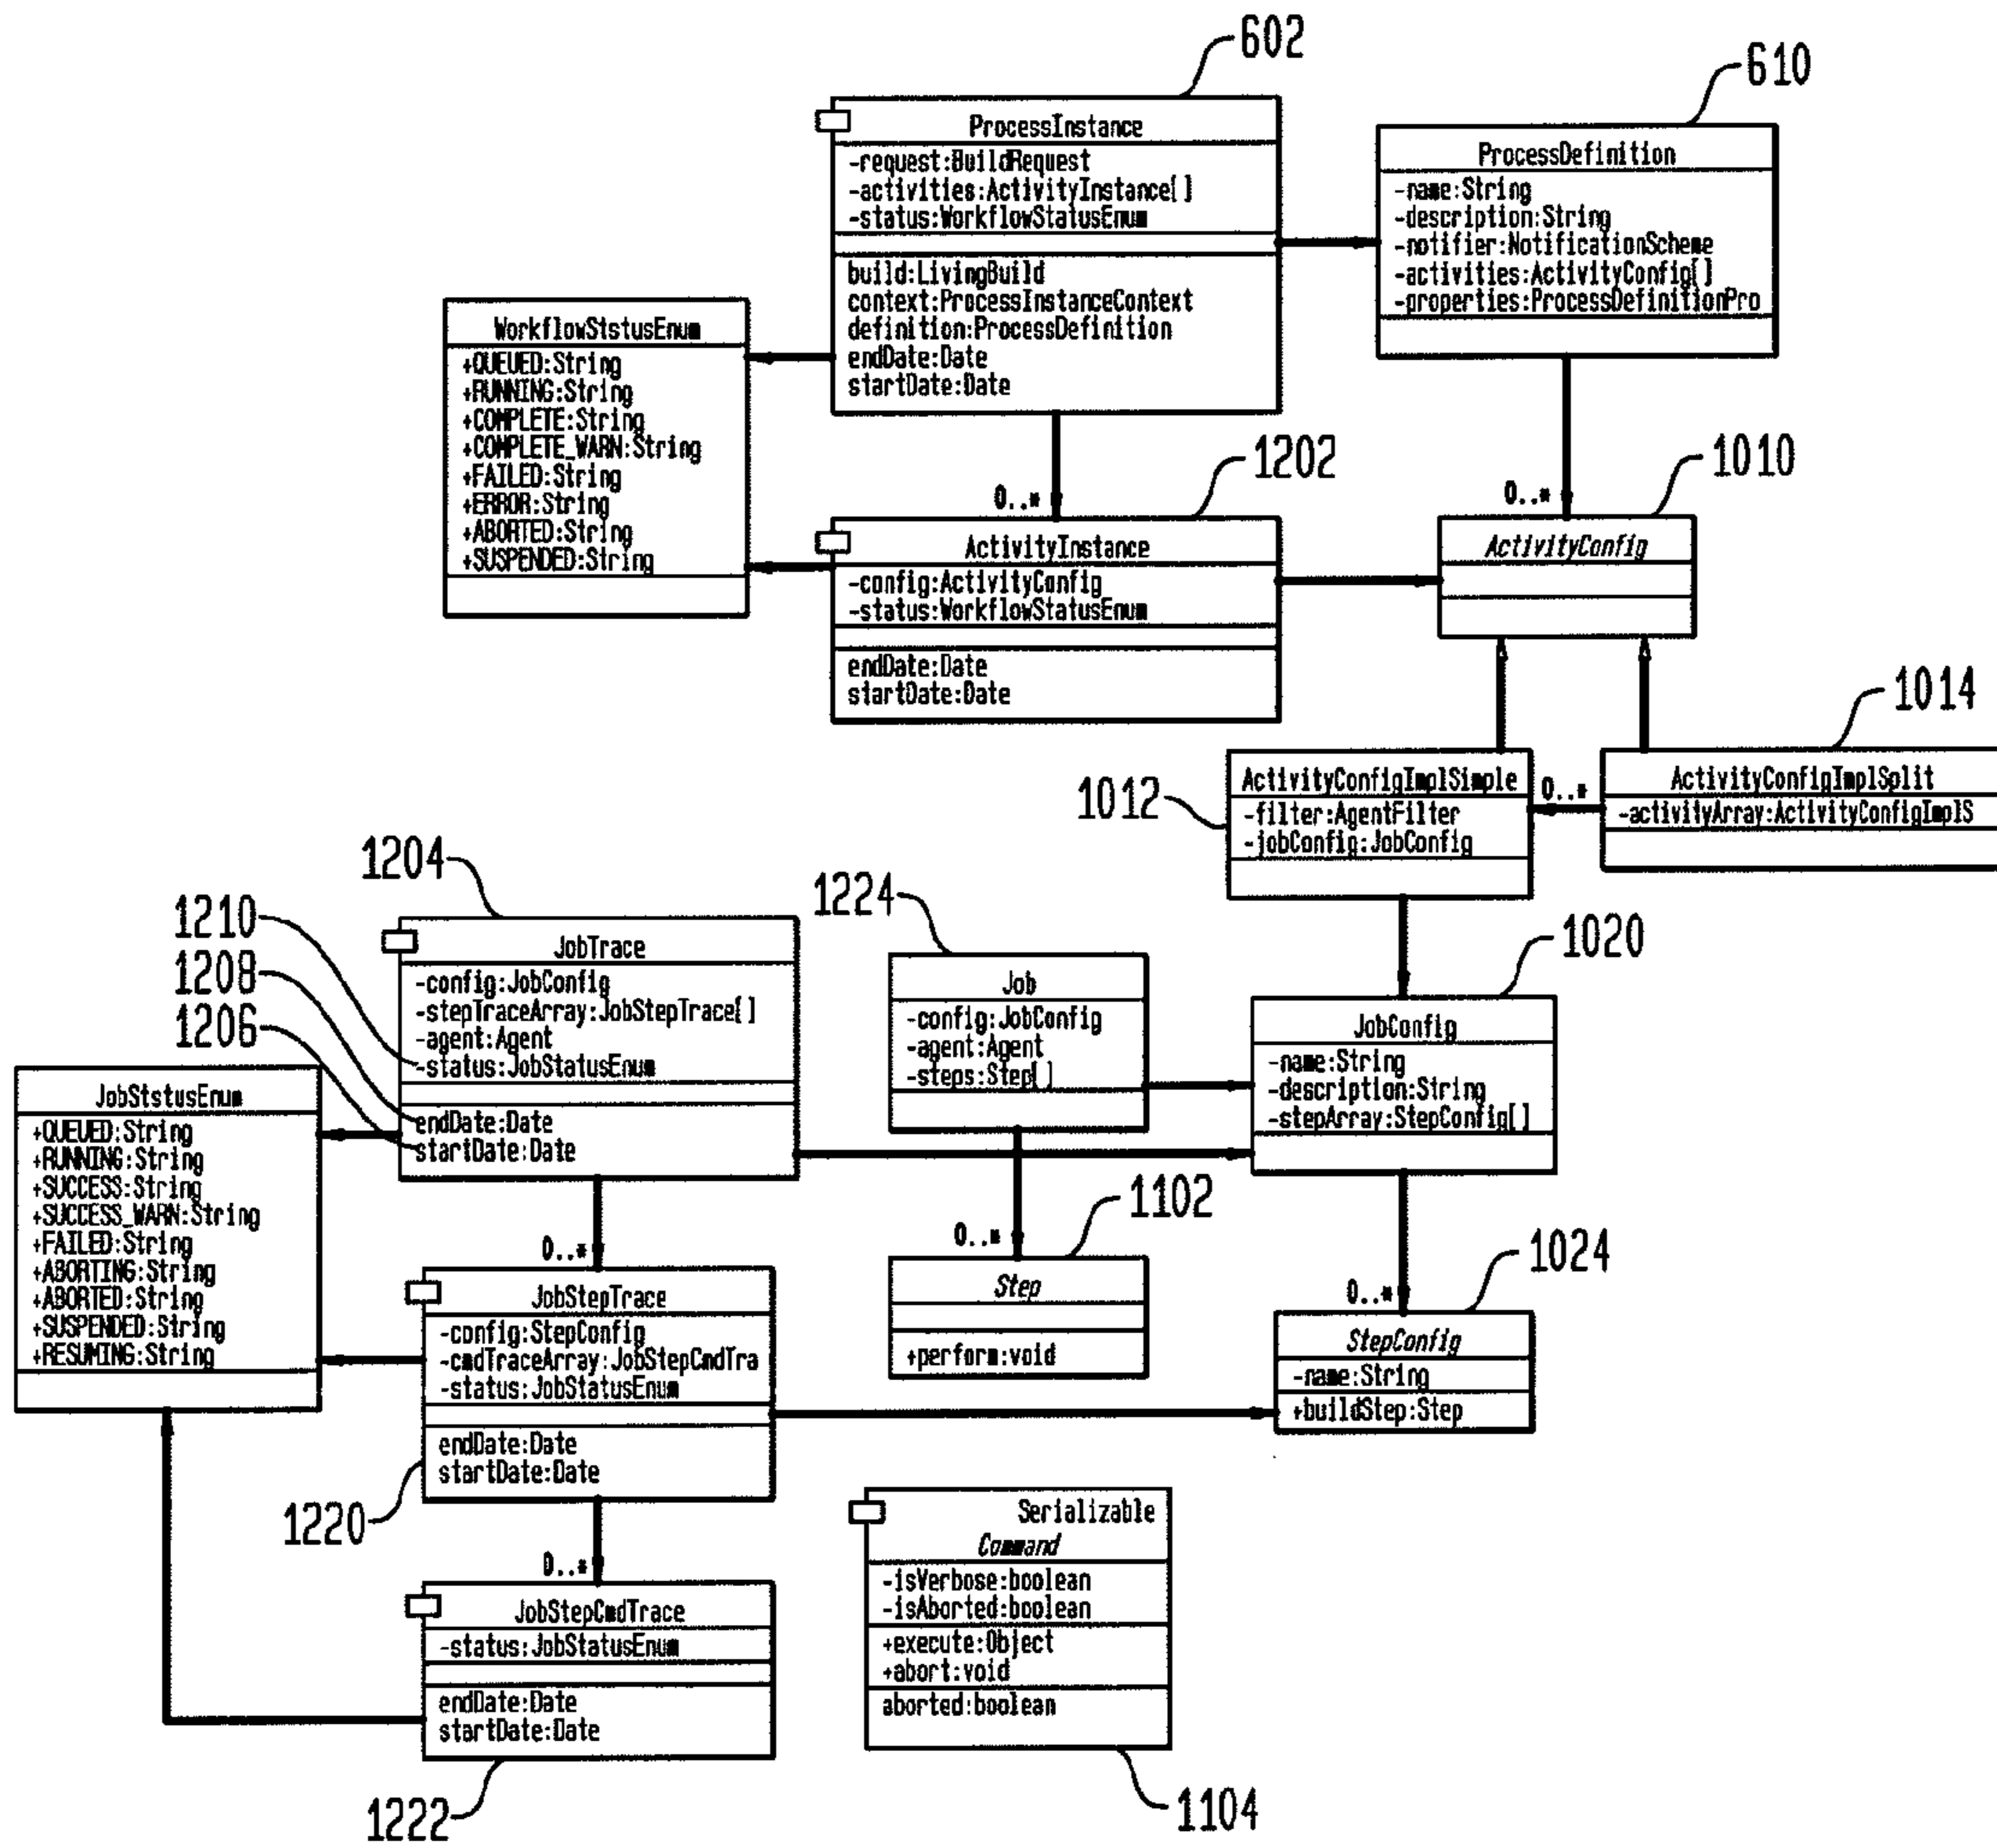 602
610
ProcessInstance
-request:BuildRequest
-activities:ActivityInstance[]
-status:WorkflowStatusEnum
build:LivingBuild
context:ProcessInstanceContext
definition:ProcessDefinition
endDate:Date
startDate:Date
ProcessDefinition
-name:String
-description:String
-notifier:NotificationScheme
-activities:ActivityConfig[]
-properties:ProcessDefinitionPro
WorkflowStstusEnum
+QUEUED:String
+RUNNING:String
+COMPLETE:String
+COMPLETE_WARN:String
+FAILED:String
+ERROR:String
+ABORTED:String
+SUSPENDED:String
0..*
1202
0..*
1010
ActivityInstance
-config:ActivityConfig
-status:WorkflowStatusEnum
endDate:Date
startDate:Date
ActivityConfig
1014
1012
ActivityConfigImplSimple
-filter:AgentFilter
-jobConfig:JobConfig
0..*
ActivityConfigImplSplit
-activityArray:ActivityConfigImplS
1204
1210
1208
1206
1224
1020
JobTrace
-config:JobConfig
-stepTraceArray:JobStepTrace[]
-agent:Agent
-status:JobStatusEnum
endDate:Date
startDate:Date
Job
-config:JobConfig
-agent:Agent
-steps:Step[]
JobConfig
-name:String
-description:String
-stepArray:StepConfig[]
JobStstusEnum
+QUEUED:String
+RUNNING:String
+SUCCESS:String
+SUCCESS_WARN:String
+FAILED:String
+ABORTING:String
+ABORTED:String
+SUSPENDED:String
+RESUMING:String
0..*
0..*
1102
0..*
1024
JobStepTrace
-config:StepConfig
-cmdTraceArray:JobStepCmdTra
-status:JobStatusEnum
endDate:Date
startDate:Date
Step
+perform:void
StepConfig
-name:String
+buildStep:Step
1220
0..*
JobStepCmdTrace
-status:JobStatusEnum
endDate:Date
startDate:Date
Serializable
Command
-isVerbose:boolean
-isAborted:boolean
+execute:Object
+abort:void
aborted:boolean
1222
1104